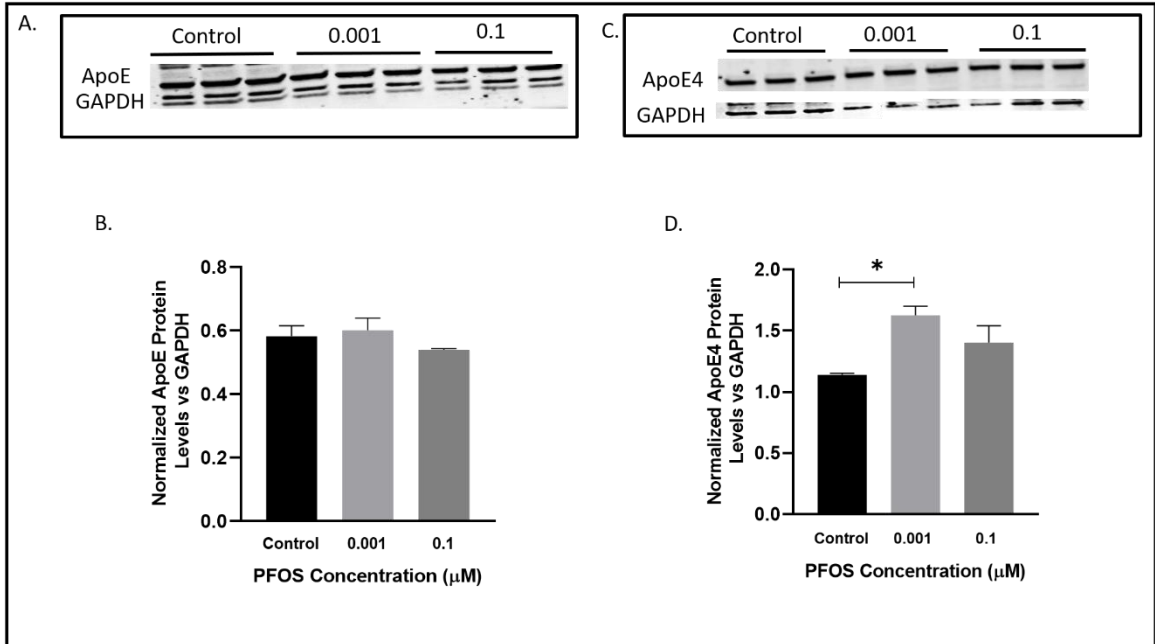 A.
Control 0.001 0.1
ApoE
GAPDH
C.
Control 0.001 0.1
ApoE4
GAPDH
B.
Normalized ApoE Protein
Levels vs GAPDH
0.8
0.6
0.4
0.2
0.0
Control 0.001 0.1
PFOS Concentration (μM)
D.
Normalized ApoE4 Protein
Levels vs GAPDH
2.0
1.5
1.0
0.5
0.0
*
Control 0.001 0.1
PFOS Concentration (μM)